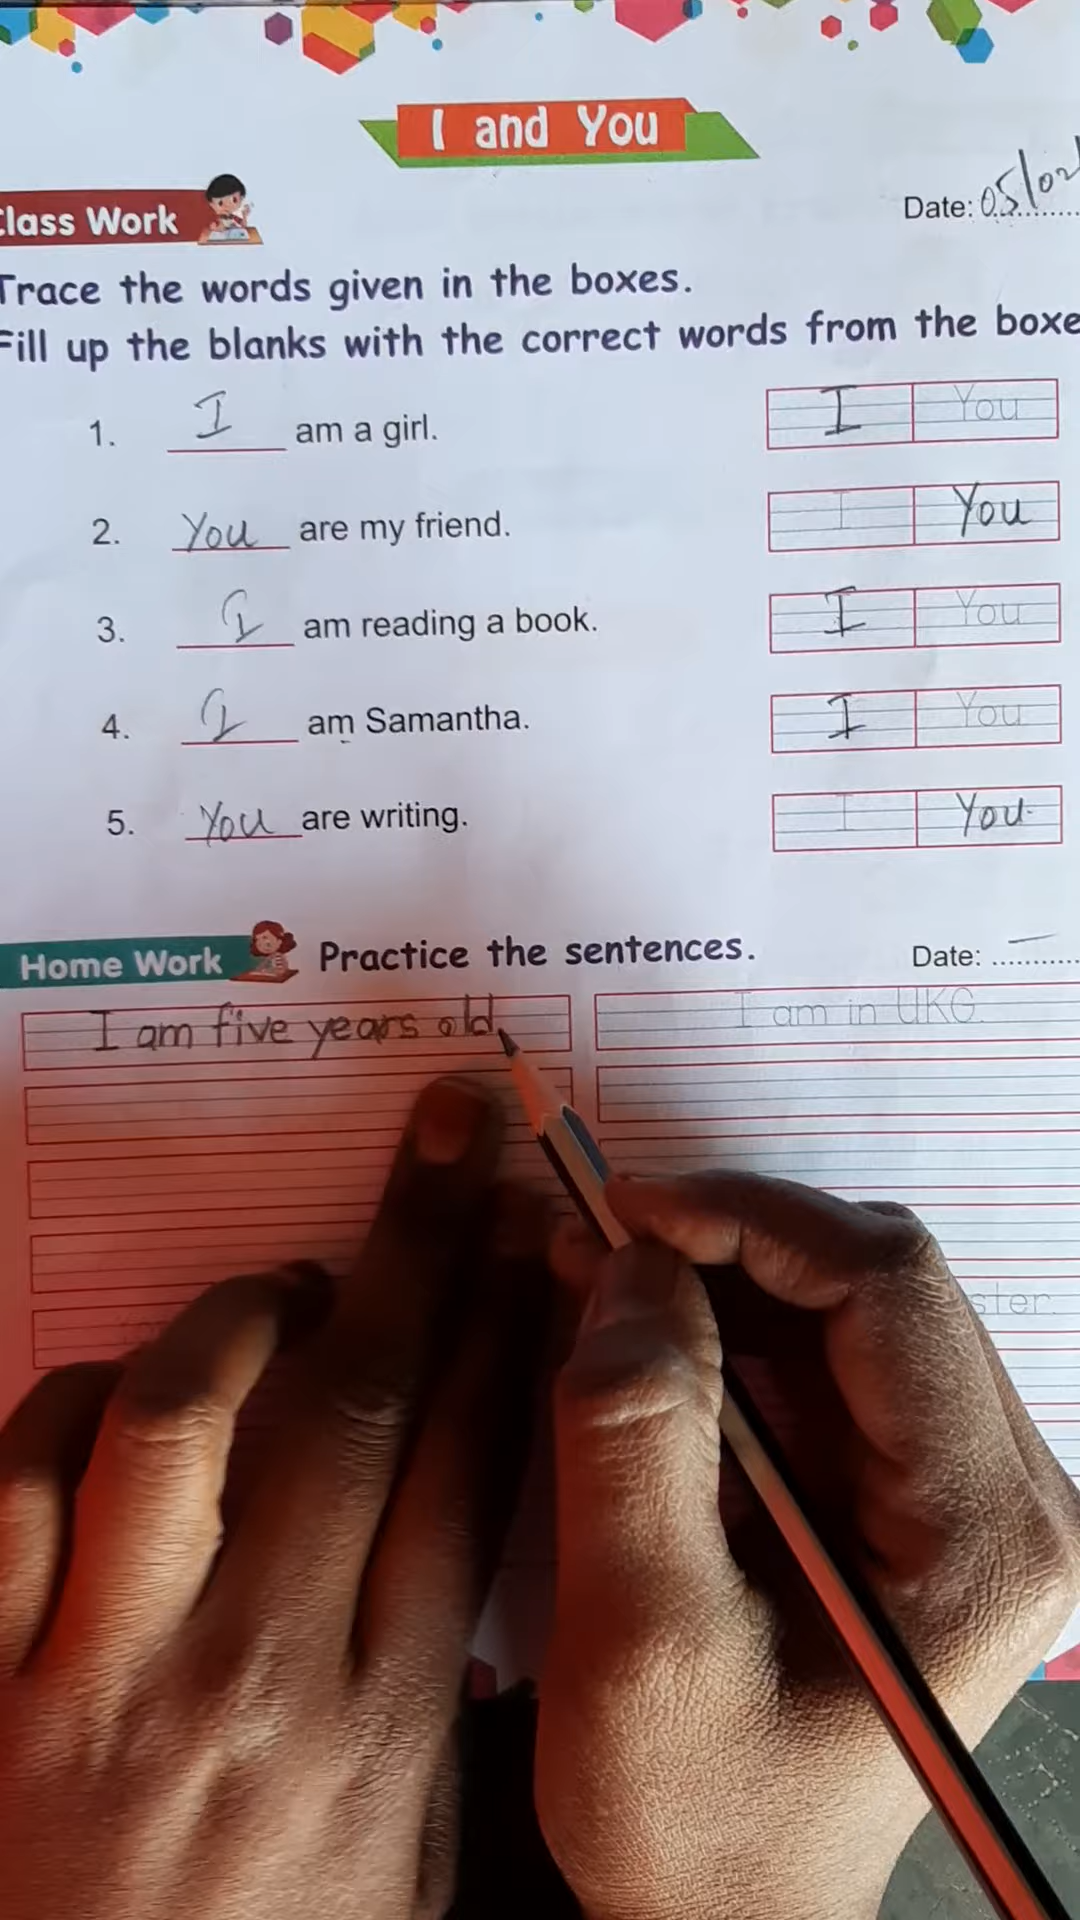 I and You
Class Work
Date: 05/02
Trace the words given in the boxes.
Fill up the blanks with the correct words from the boxe
1. I am a girl. I You
2. You are my friend. I You
3. I am reading a book. I You
4. I am Samantha. I You
5. You are writing. I You.
Home Work Practice the sentences. Date:
I am five years old. I am in UKG.
ster.